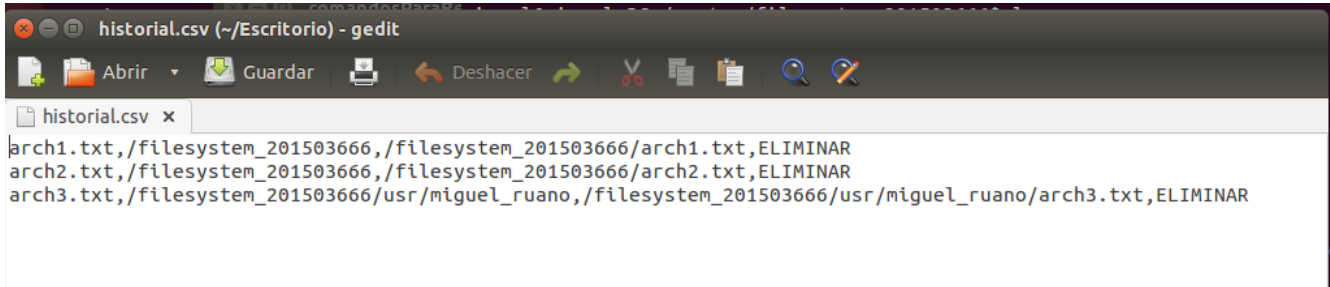 historial.csv (~/Escritorio) - gedit
Abrir Guardar Deshacer
historial.csv ×
arch1.txt,/filesystem_201503666,/filesystem_201503666/arch1.txt,ELIMINAR
arch2.txt,/filesystem_201503666,/filesystem_201503666/arch2.txt,ELIMINAR
arch3.txt,/filesystem_201503666/usr/miguel_ruano,/filesystem_201503666/usr/miguel_ruano/arch3.txt,ELIMINAR